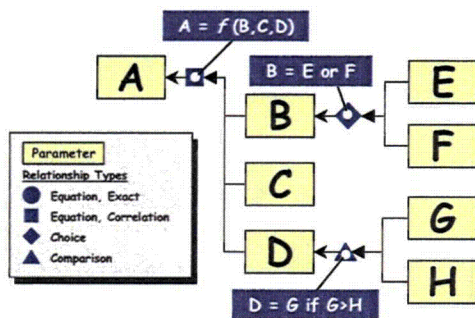 A = f (B,C,D)
A
B = E or F
E
B
F
Parameter
Relationship Types
Equation, Exact
Equation, Correlation
Choice
Comparison
C
G
D
H
D = G if G>H